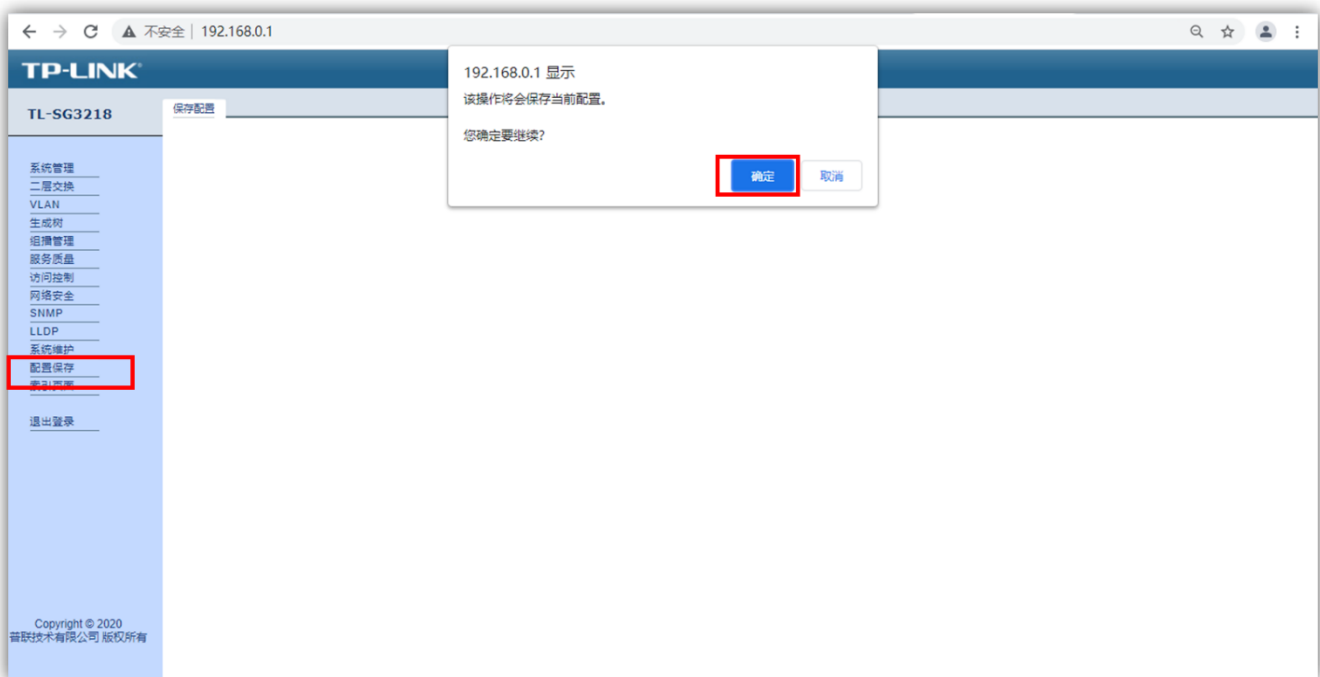 不安全 | 192.168.0.1
TP-LINK
TL-SG3218
保存配置
192.168.0.1 显示
该操作将会保存当前配置。
您确定要继续?
确定
取消
系统管理
二层交换
VLAN
生成树
组播管理
服务质量
访问控制
网络安全
SNMP
LLDP
系统维护
配置保存
索引页面
退出登录
Copyright © 2020
普联技术有限公司 版权所有